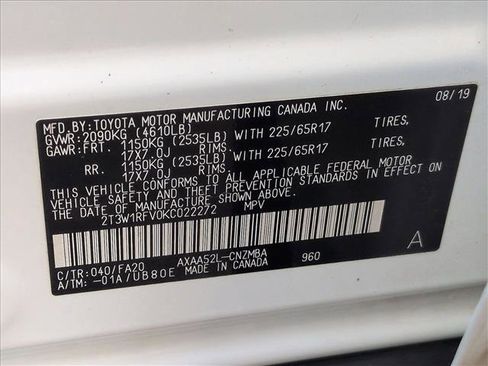 MFD.BY:TOYOTA MOTOR MANUFACTURING CANADA INC. 08/19
GVWR:2090KG (4610LB)
GAWR:FRT. 1150KG (2535LB) WITH 225/65R17 TIRES,
17X7.0J RIMS
RR. 1150KG (2535LB) WITH 225/65R17 TIRES,
17X7.0J RIMS
THIS VEHICLE CONFORMS TO ALL APPLICABLE FEDERAL MOTOR
VEHICLE SAFETY AND THEFT PREVENTION STANDARDS IN EFFECT ON
THE DATE OF MANUFACTURE SHOWN ABOVE.
2T3W1RFV0KC022272 MPV
A
C/TR:040/FA20 AXAA52L-CNZMBA 960
A/TM:-01A/UB80E MADE IN CANADA